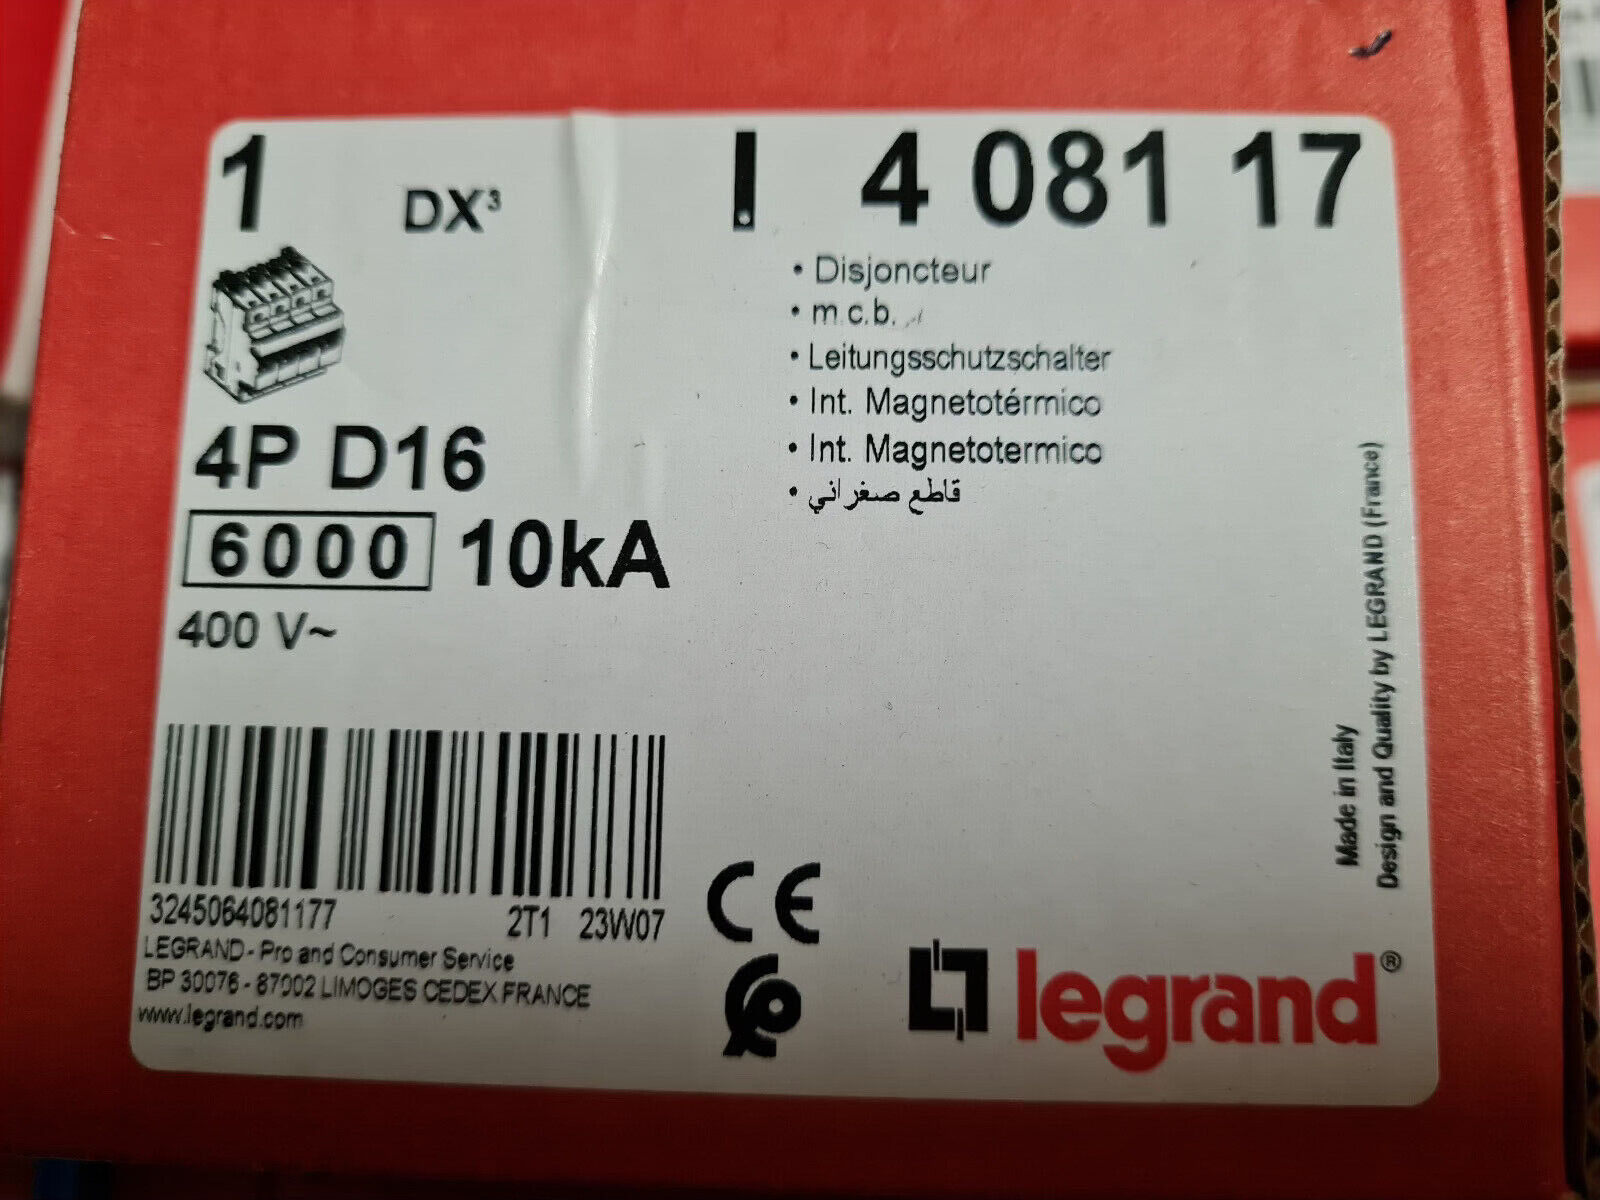 1 DX³ 4 081 17
• Disjoncteur
• m.c.b.
• Leitungsschutzschalter
• Int. Magnetotérmico
• Int. Magnetotermico
• قاطع صغراني
4P D16
6000 10kA
400 V~
3245064081177 2T1 23W07
LEGRAND - Pro and Consumer Service
BP 30076 - 87002 LIMOGES CEDEX FRANCE
www.legrand.com
CE
legrand®
Made in Italy
Design and Quality by LEGRAND (France)